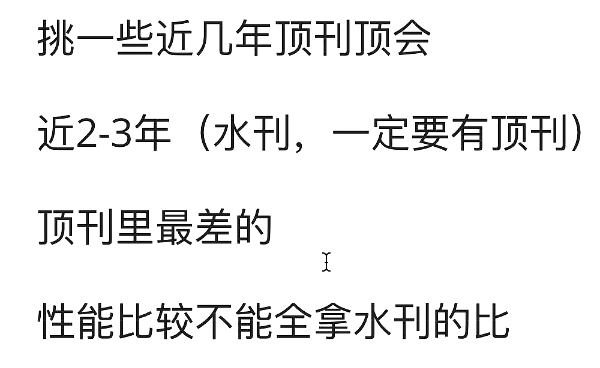 挑一些近几年顶刊顶会
近2-3年（水刊，一定要有顶刊）
顶刊里最差的
性能比较不能全拿水刊的比